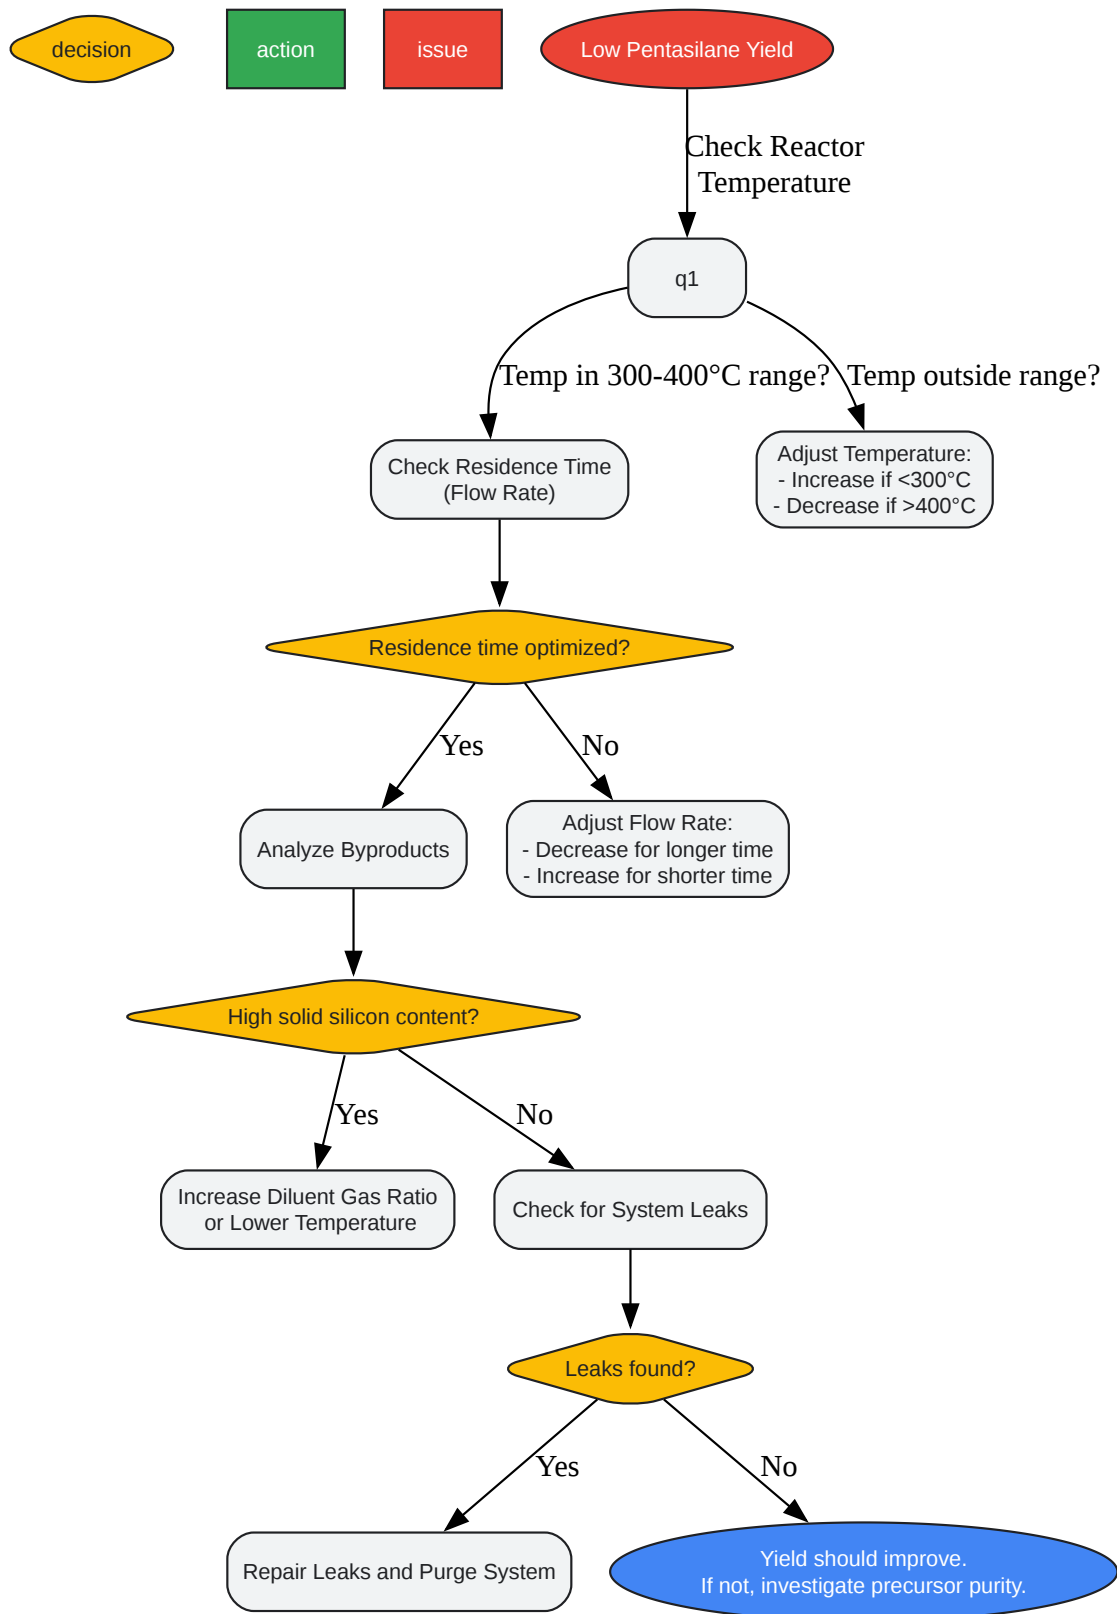 decision
action
issue
Low Pentasilane Yield
Check Reactor
Temperature
q1
Temp in 300-400°C range?
Temp outside range?
Check Residence Time
(Flow Rate)
Adjust Temperature:
- Increase if <300°C
- Decrease if >400°C
Residence time optimized?
Yes
No
Analyze Byproducts
Adjust Flow Rate:
- Decrease for longer time
- Increase for shorter time
High solid silicon content?
Yes
No
Increase Diluent Gas Ratio
or Lower Temperature
Check for System Leaks
Leaks found?
Yes
No
Repair Leaks and Purge System
Yield should improve.
If not, investigate precursor purity.